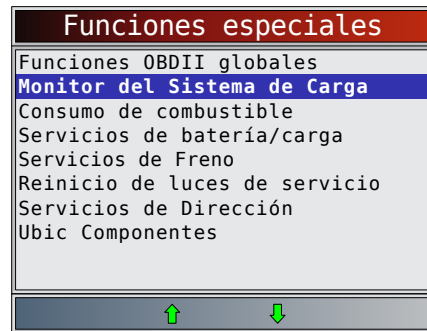 Funciones especiales
Funciones OBDII globales
Monitor del Sistema de Carga
Consumo de combustible
Servicios de batería/carga
Servicios de Freno
Reinicio de luces de servicio
Servicios de Dirección
Ubic Componentes